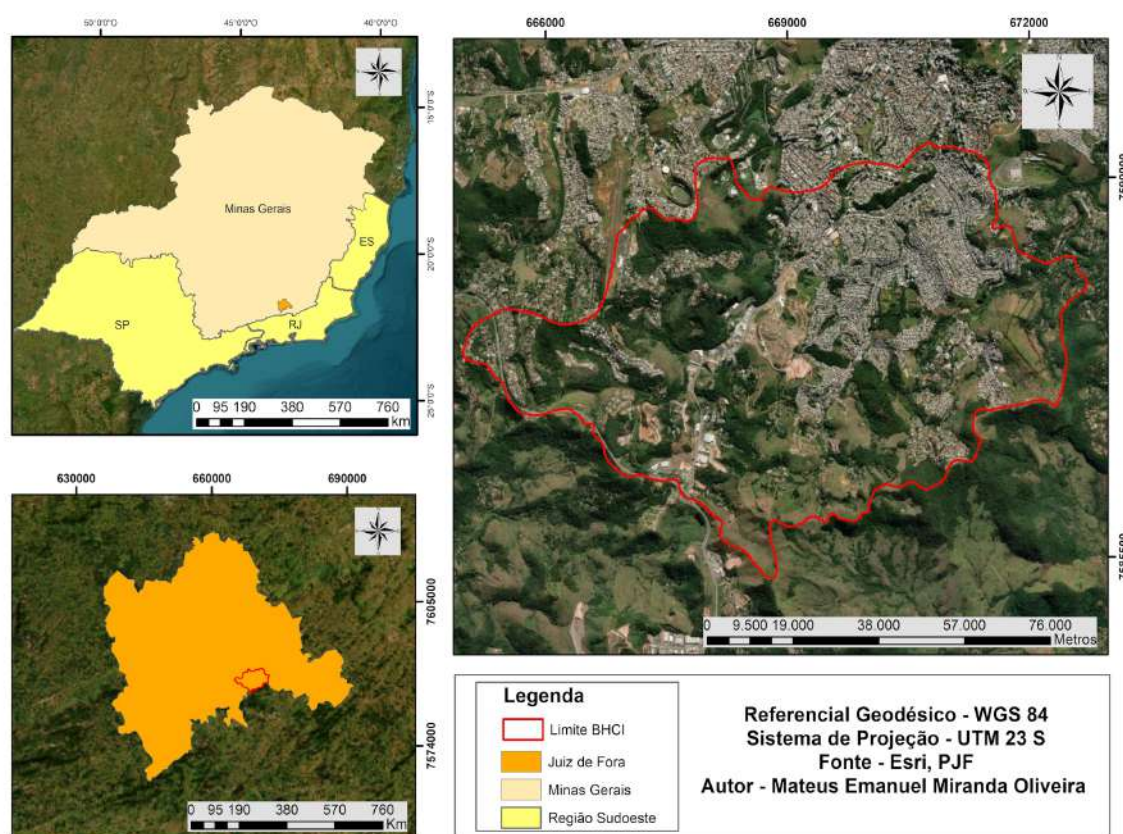 50°0'0"O 45°0'0"O 40°0'0"O
15°0'0"S
20°0'0"S
25°0'0"S
Minas Gerais
ES
SP
RJ
0 95 190 380 570 760
km
630000 660000 690000
7605000
7574000
0 95 190 380 570 760
Km
666000 669000 672000
7590000
7585500
0 9.500 19.000 38.000 57.000 76.000
Metros
Legenda
Limite BHCI
Juiz de Fora
Minas Gerais
Região Sudoeste
Referencial Geodésico - WGS 84
Sistema de Projeção - UTM 23 S
Fonte - Esri, PJF
Autor - Mateus Emanuel Miranda Oliveira